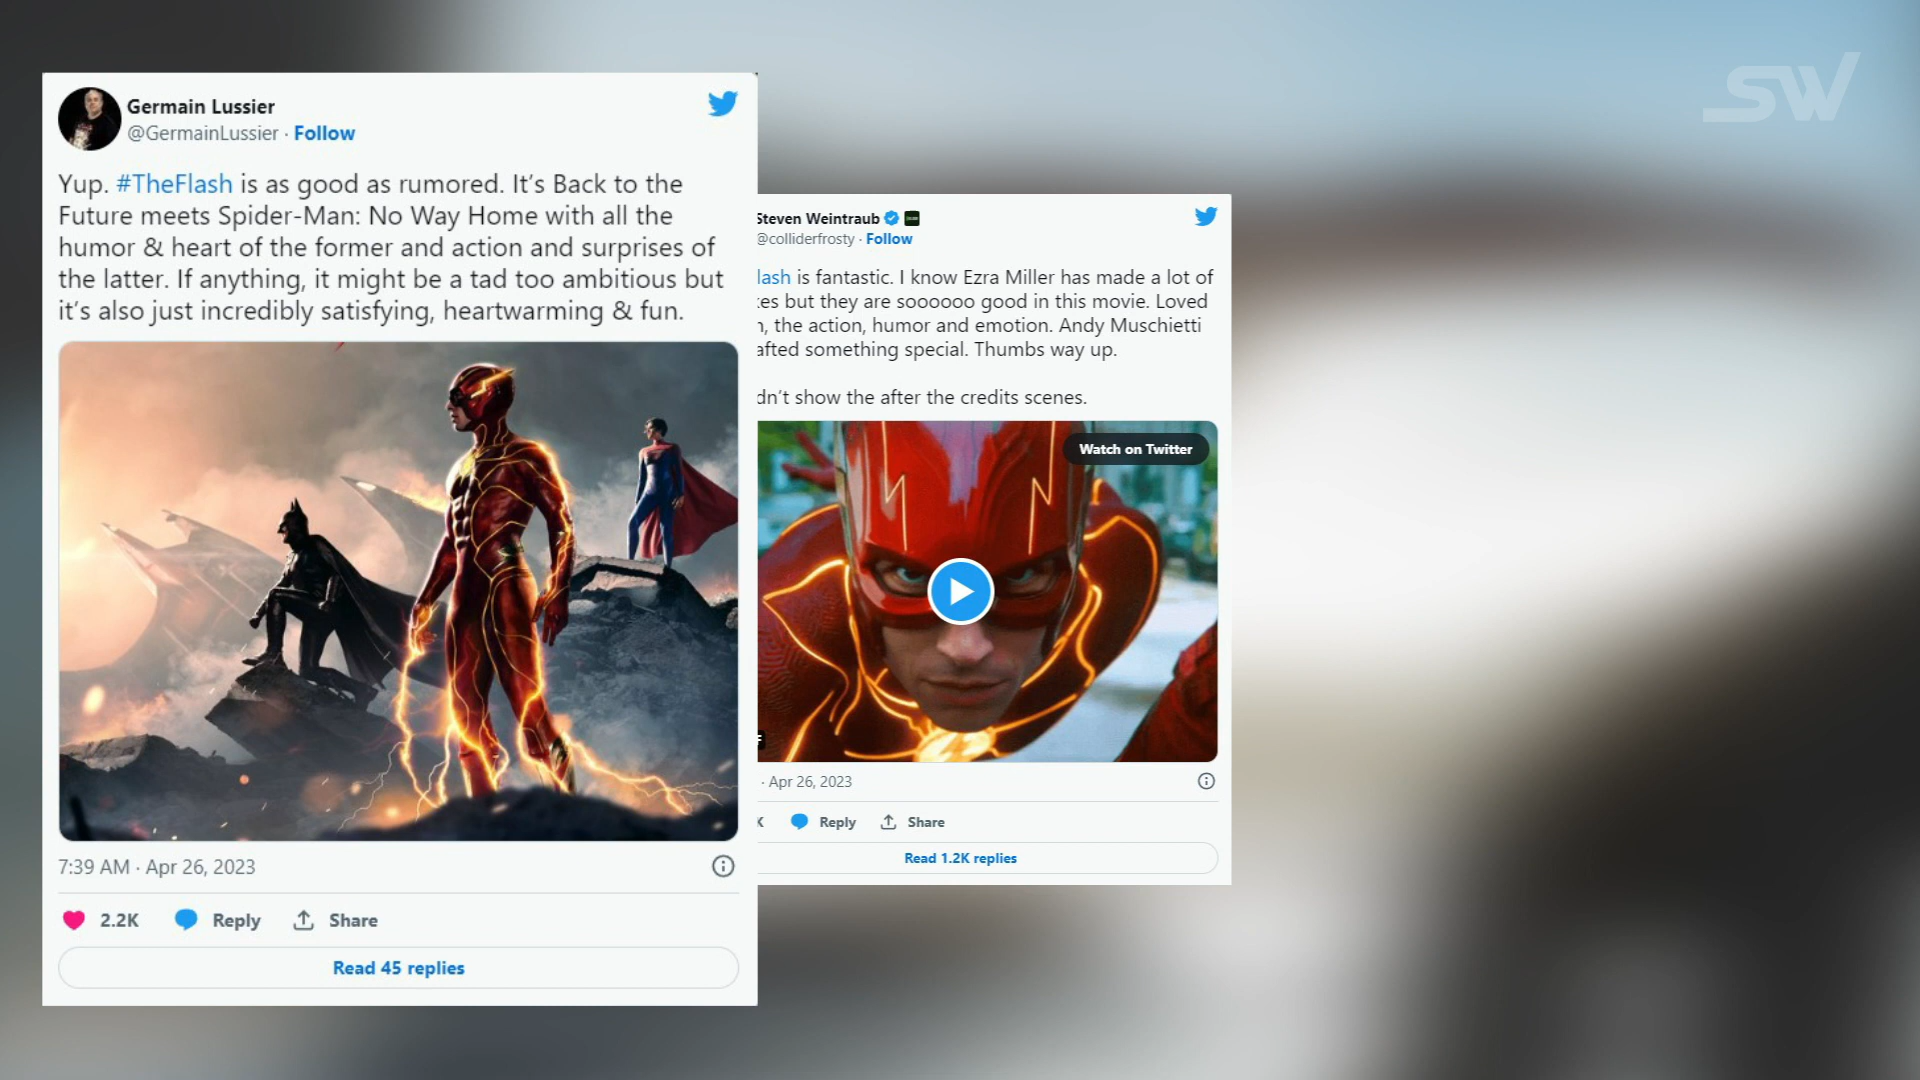 SW
Germain Lussier
@GermainLussier · Follow
Yup. #TheFlash is as good as rumored. It’s Back to the
Future meets Spider-Man: No Way Home with all the
humor & heart of the former and action and surprises of
the latter. If anything, it might be a tad too ambitious but
it’s also just incredibly satisfying, heartwarming & fun.
7:39 AM · Apr 26, 2023
2.2K Reply Share
Read 45 replies
Steven Weintraub
@colliderfrosty · Follow
lash is fantastic. I know Ezra Miller has made a lot of
es but they are soooooo good in this movie. Loved
, the action, humor and emotion. Andy Muschietti
afted something special. Thumbs way up.
dn’t show the after the credits scenes.
Watch on Twitter
· Apr 26, 2023
K Reply Share
Read 1.2K replies